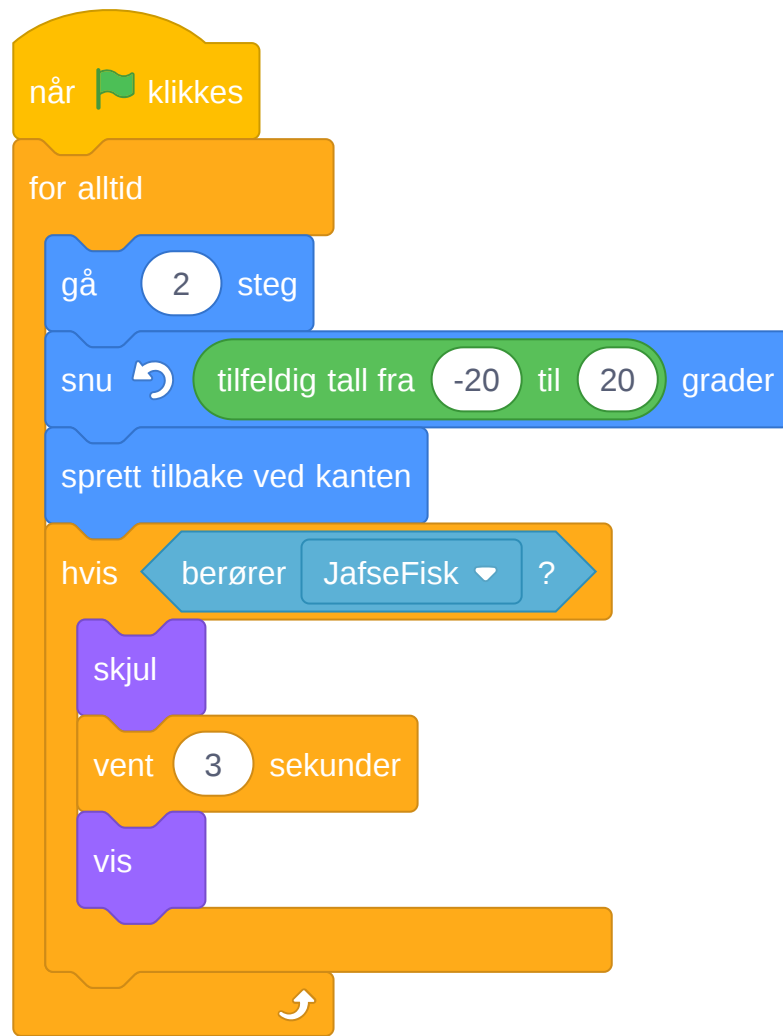 når klikkes
for alltid
gå 2 steg
snu tilfeldig tall fra -20 til 20 grader
sprett tilbake ved kanten
hvis berører JafseFisk ?
skjul
vent 3 sekunder
vis